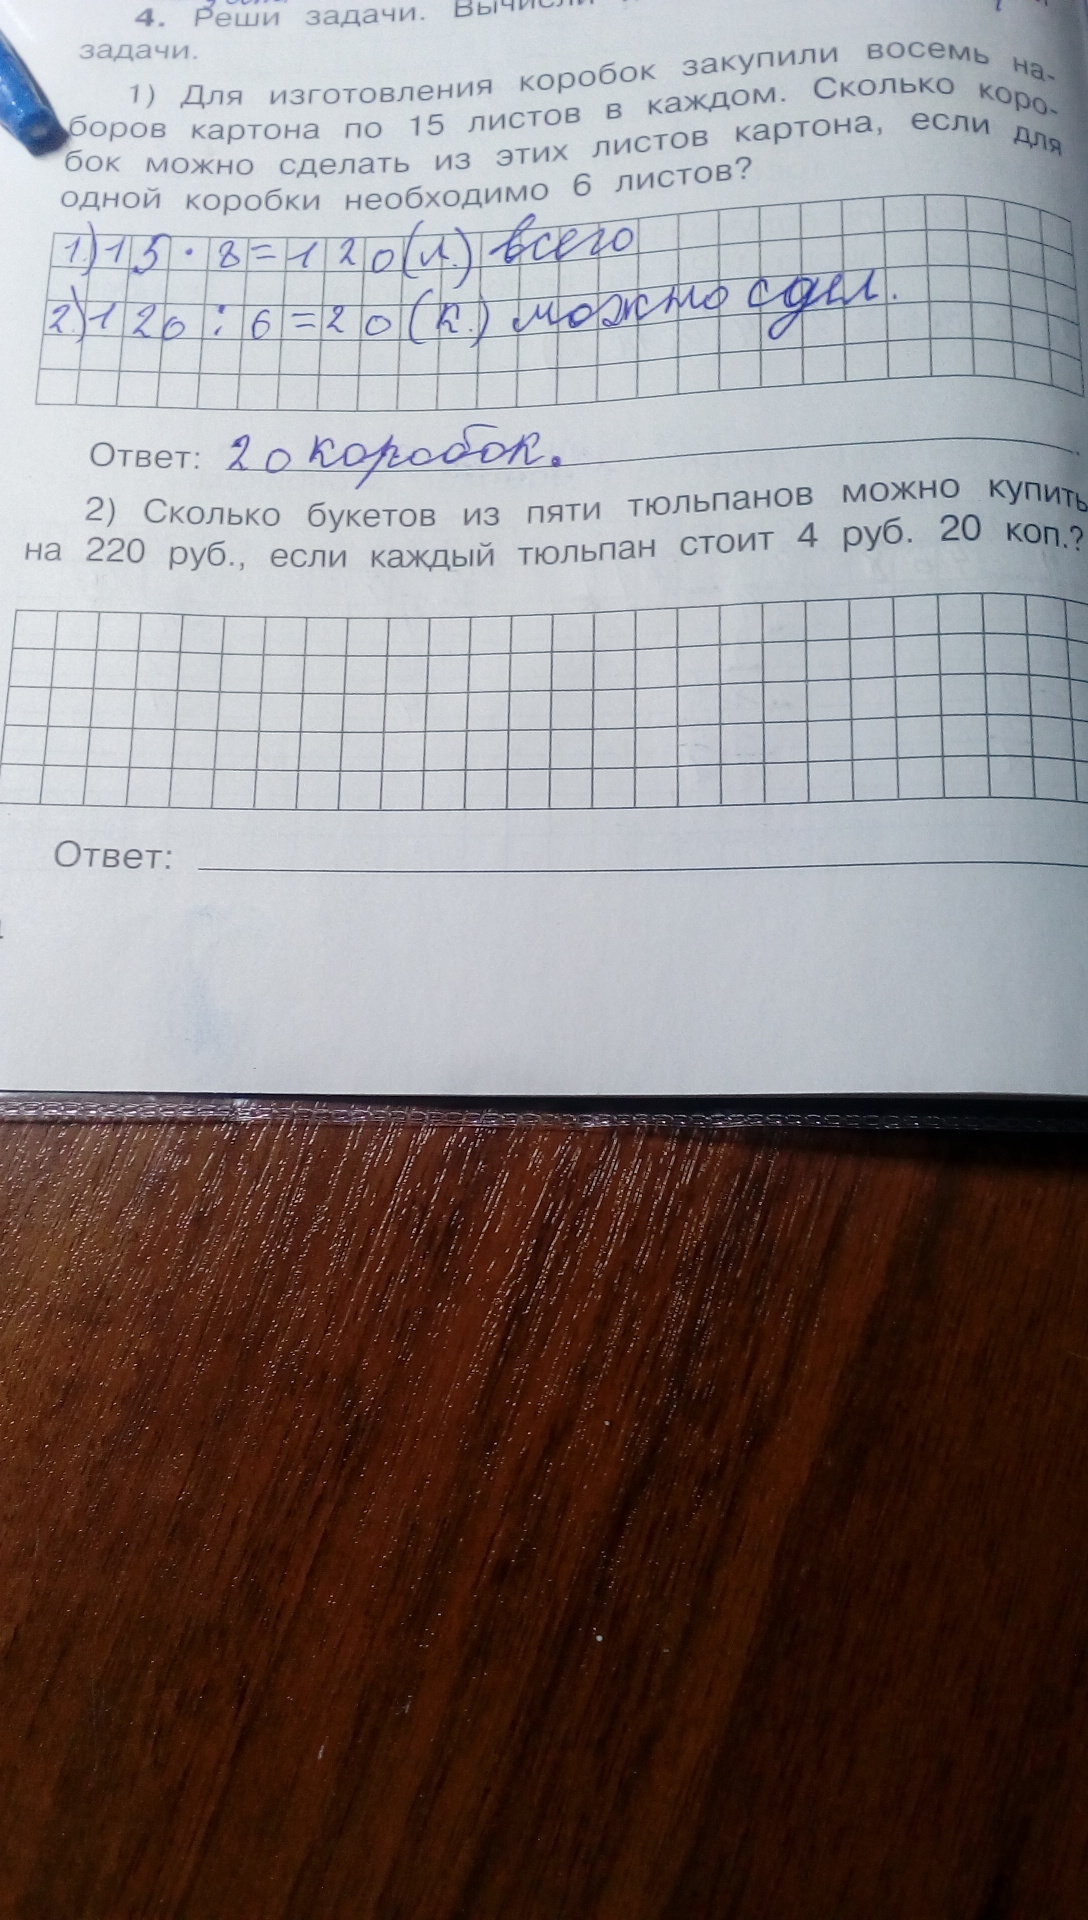 4. Реши задачи. Вычисли
задачи.
1) Для изготовления коробок закупили восемь на-
боров картона по 15 листов в каждом. Сколько коро-
бок можно сделать из этих листов картона, если для
одной коробки необходимо 6 листов?
1.) 15 · 8 = 120 (л.) всего
2.) 120 : 6 = 20 (к.) можно сдел.
Ответ: 20 коробок.
2) Сколько букетов из пяти тюльпанов можно купить
на 220 руб., если каждый тюльпан стоит 4 руб. 20 коп.?
Ответ: